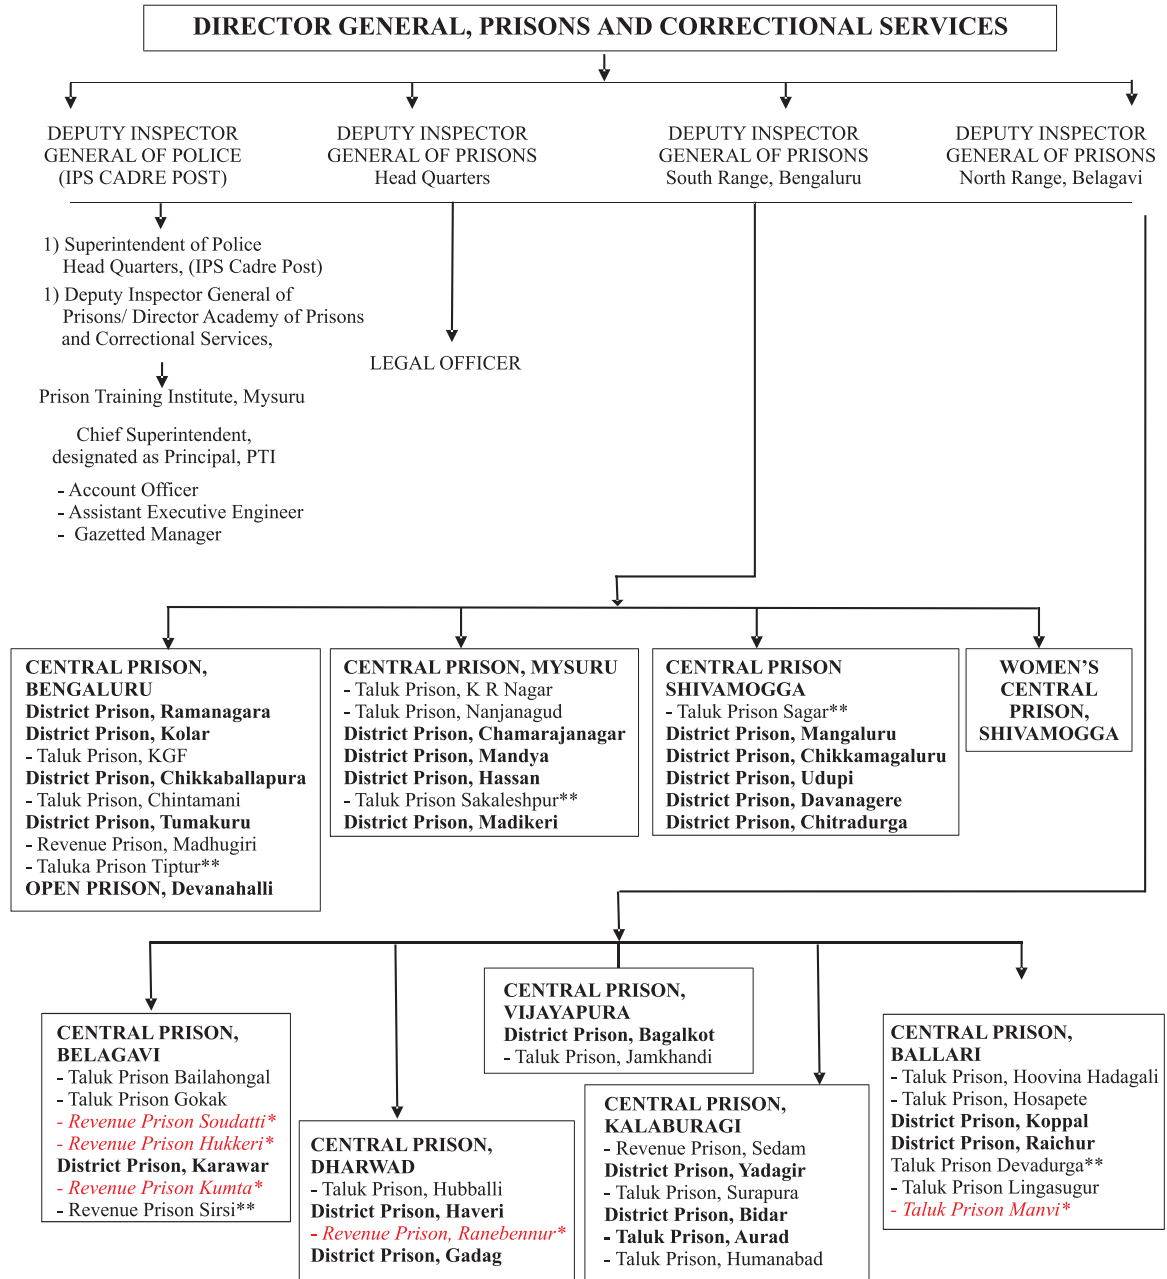 DIRECTOR GENERAL, PRISONS AND CORRECTIONAL SERVICES
DEPUTY INSPECTOR
GENERAL OF POLICE
(IPS CADRE POST)
DEPUTY INSPECTOR
GENERAL OF PRISONS
Head Quarters
DEPUTY INSPECTOR
GENERAL OF PRISONS
South Range, Bengaluru
DEPUTY INSPECTOR
GENERAL OF PRISONS
North Range, Belagavi
1) Superintendent of Police
Head Quarters, (IPS Cadre Post)
1) Deputy Inspector General of
Prisons/ Director Academy of Prisons
and Correctional Services,
LEGAL OFFICER
Prison Training Institute, Mysuru
Chief Superintendent,
designated as Principal, PTI
- Account Officer
- Assistant Executive Engineer
- Gazetted Manager
CENTRAL PRISON,
BENGALURU
District Prison, Ramanagara
District Prison, Kolar
- Taluk Prison, KGF
District Prison, Chikkaballapura
- Taluk Prison, Chintamani
District Prison, Tumakuru
- Revenue Prison, Madhugiri
- Taluka Prison Tiptur**
OPEN PRISON, Devanahalli
CENTRAL PRISON, MYSURU
- Taluk Prison, K R Nagar
- Taluk Prison, Nanjanagud
District Prison, Chamarajanagar
District Prison, Mandya
District Prison, Hassan
- Taluk Prison Sakaleshpur**
District Prison, Madikeri
CENTRAL PRISON
SHIVAMOGGA
- Taluk Prison Sagar**
District Prison, Mangaluru
District Prison, Chikkamagaluru
District Prison, Udupi
District Prison, Davanagere
District Prison, Chitradurga
WOMEN'S
CENTRAL
PRISON,
SHIVAMOGGA
CENTRAL PRISON,
BELAGAVI
- Taluk Prison Bailahongal
- Taluk Prison Gokak
- Revenue Prison Soudatti*
- Revenue Prison Hukkeri*
District Prison, Karawar
- Revenue Prison Kumta*
- Revenue Prison Sirsi**
CENTRAL PRISON,
DHARWAD
- Taluk Prison, Hubballi
District Prison, Haveri
- Revenue Prison, Ranebennur*
District Prison, Gadag
CENTRAL PRISON,
VIJAYAPURA
District Prison, Bagalkot
- Taluk Prison, Jamkhandi
CENTRAL PRISON,
KALABURAGI
- Revenue Prison, Sedam
District Prison, Yadagir
- Taluk Prison, Surapura
District Prison, Bidar
- Taluk Prison, Aurad
- Taluk Prison, Humanabad
CENTRAL PRISON,
BALLARI
- Taluk Prison, Hoovina Hadagali
- Taluk Prison, Hosapete
District Prison, Koppal
District Prison, Raichur
Taluk Prison Devadurga**
- Taluk Prison Lingasugur
- Taluk Prison Manvi*